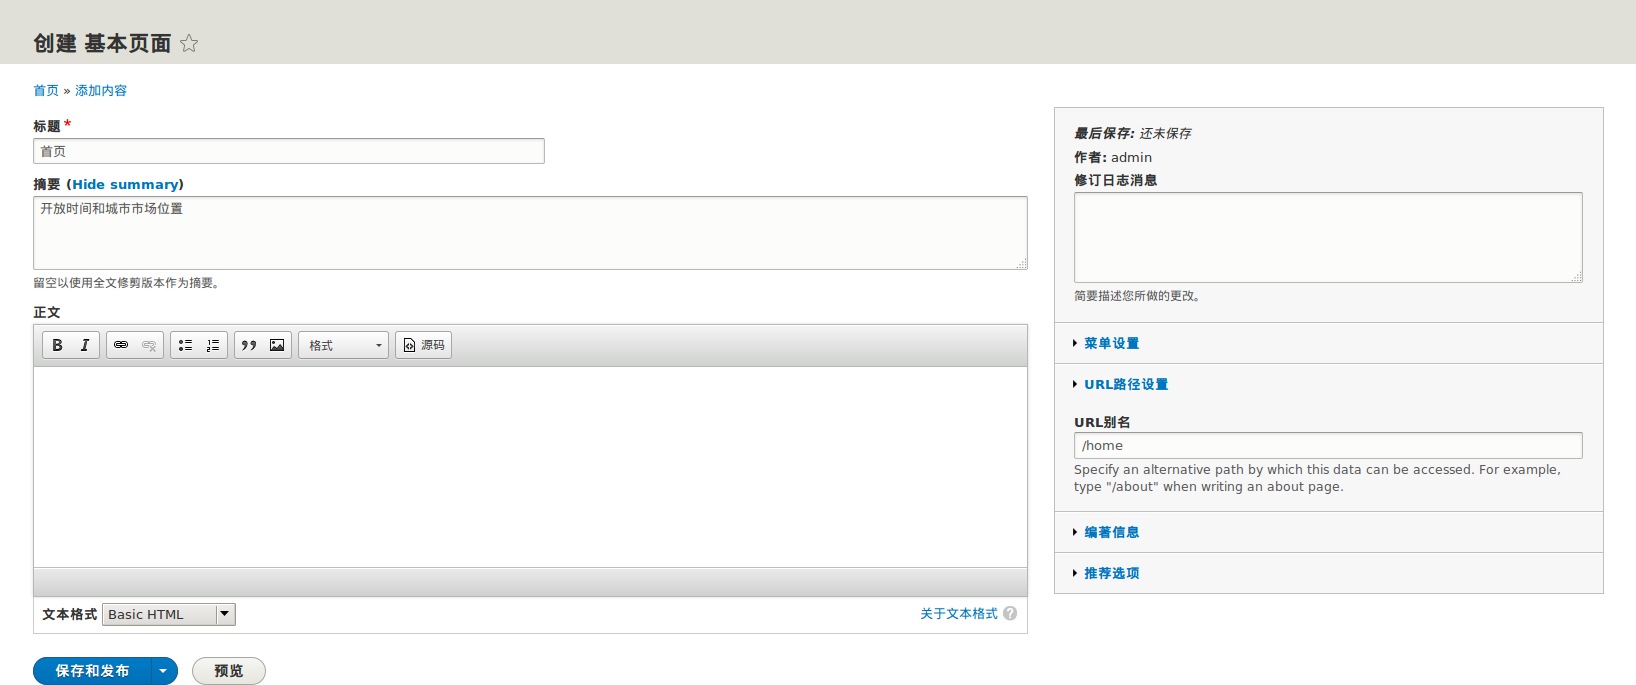 创建 基本页面
首页 » 添加内容
标题*
首页
摘要 (Hide summary)
开放时间和城市市场位置
留空以使用全文修剪版本作为摘要。
正文
B I 格式 源码
文本格式 Basic HTML 关于文本格式 ?
保存和发布 预览
最后保存: 还未保存
作者: admin
修订日志消息
简要描述您所做的更改。
菜单设置
URL路径设置
URL别名
/home
Specify an alternative path by which this data can be accessed. For example,
type "/about" when writing an about page.
编著信息
推荐选项